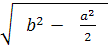 √(b² − a²/2)